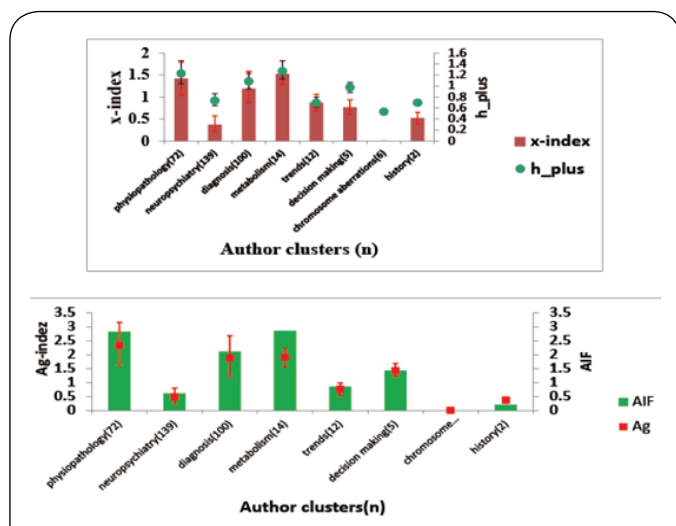 2
1.5
1
0.5
0
x-index
1.6
1.4
1.2
1
0.8
0.6
0.4
0.2
0
h_plus
physiopathology(72)
neuropsychiatry(139)
diagnosis(100)
metabolism(14)
trends(12)
decision making(5)
chromosome aberrations(6)
history(2)
x-index
h_plus
Author clusters (n)
3.5
3
2.5
2
1.5
1
0.5
0
Ag-indez
3.5
3
2.5
2
1.5
1
0.5
0
AIF
physiopathology(72)
neuropsychiatry(139)
diagnosis(100)
metabolism(14)
trends(12)
decision making(5)
chromosome...
history(2)
AIF
Ag
Author clusters(n)